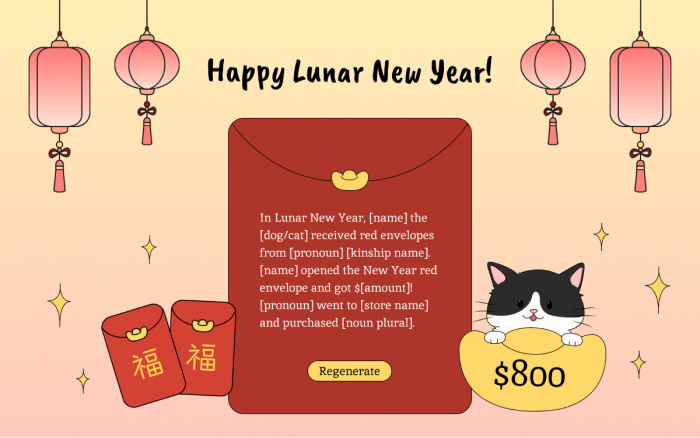 Happy Lunar New Year!
In Lunar New Year, [name] the
[dog/cat] received red envelopes
from [pronoun] [kinship name].
[name] opened the New Year red
envelope and got $[amount]!
[pronoun] went to [store name]
and purchased [noun plural].
Regenerate
福
福
$800